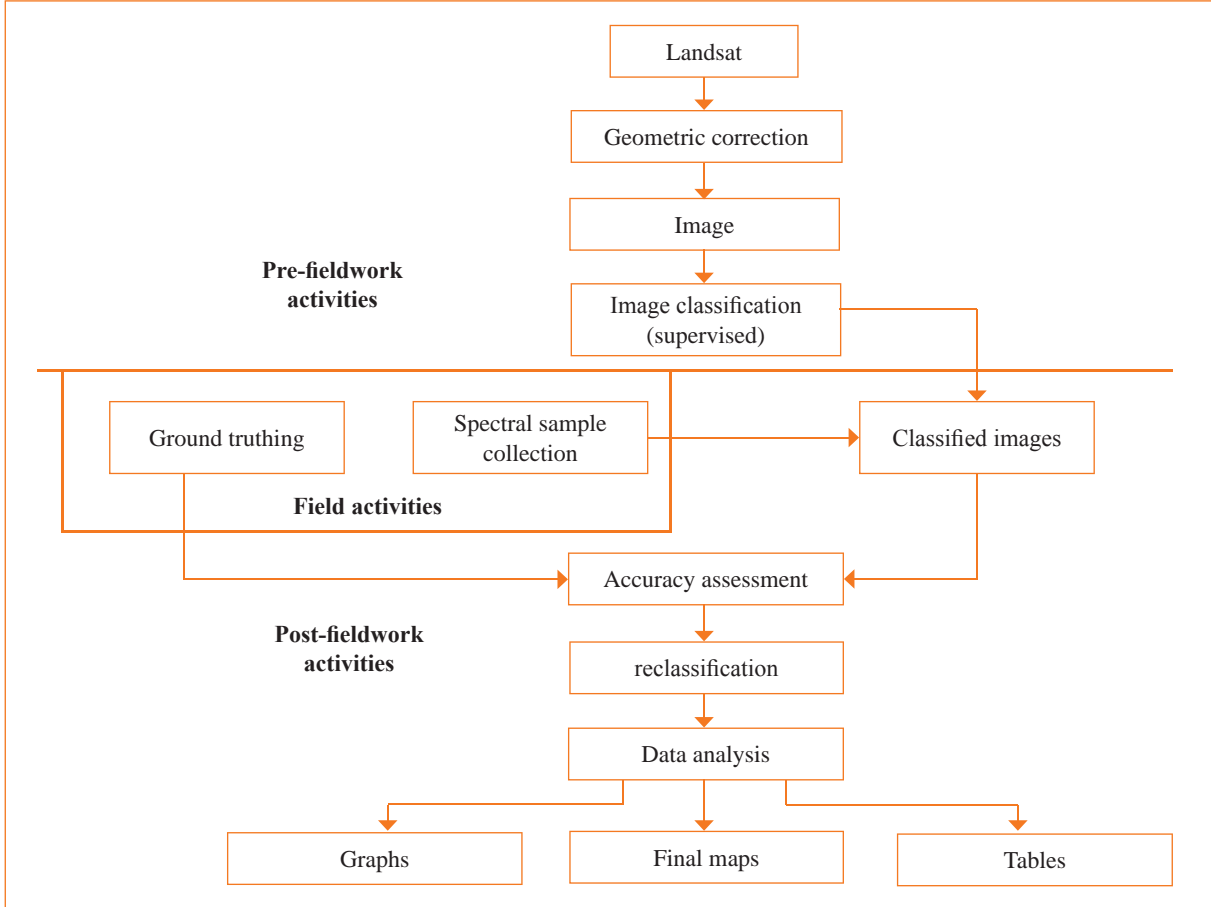 Landsat
Geometric correction
Image
Pre-fieldwork
activities
Image classification
(supervised)
Ground truthing
Spectral sample
collection
Classified images
Field activities
Accuracy assessment
Post-fieldwork
activities
reclassification
Data analysis
Graphs
Final maps
Tables